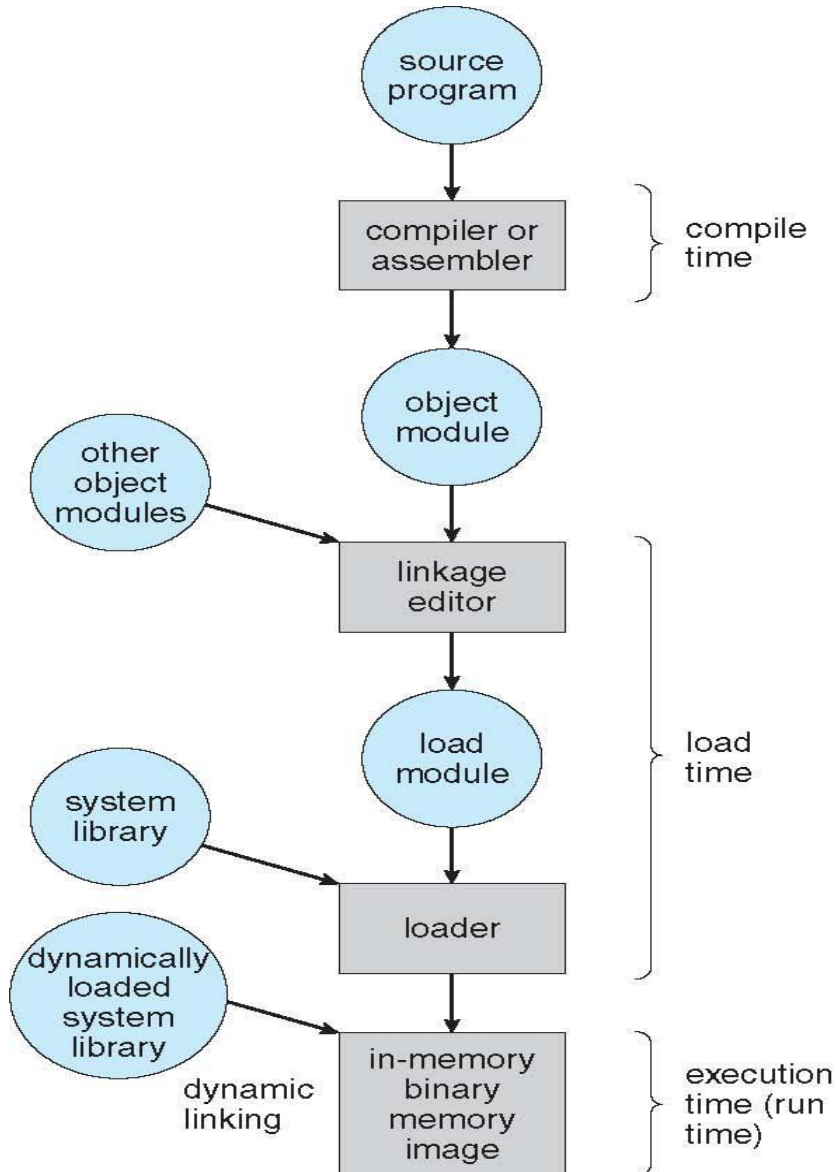 source
program
compiler or
assembler
compile
time
object
module
other
object
modules
linkage
editor
load
module
load
time
system
library
loader
dynamically
loaded
system
library
dynamic
linking
in-memory
binary
memory
image
execution
time (run
time)